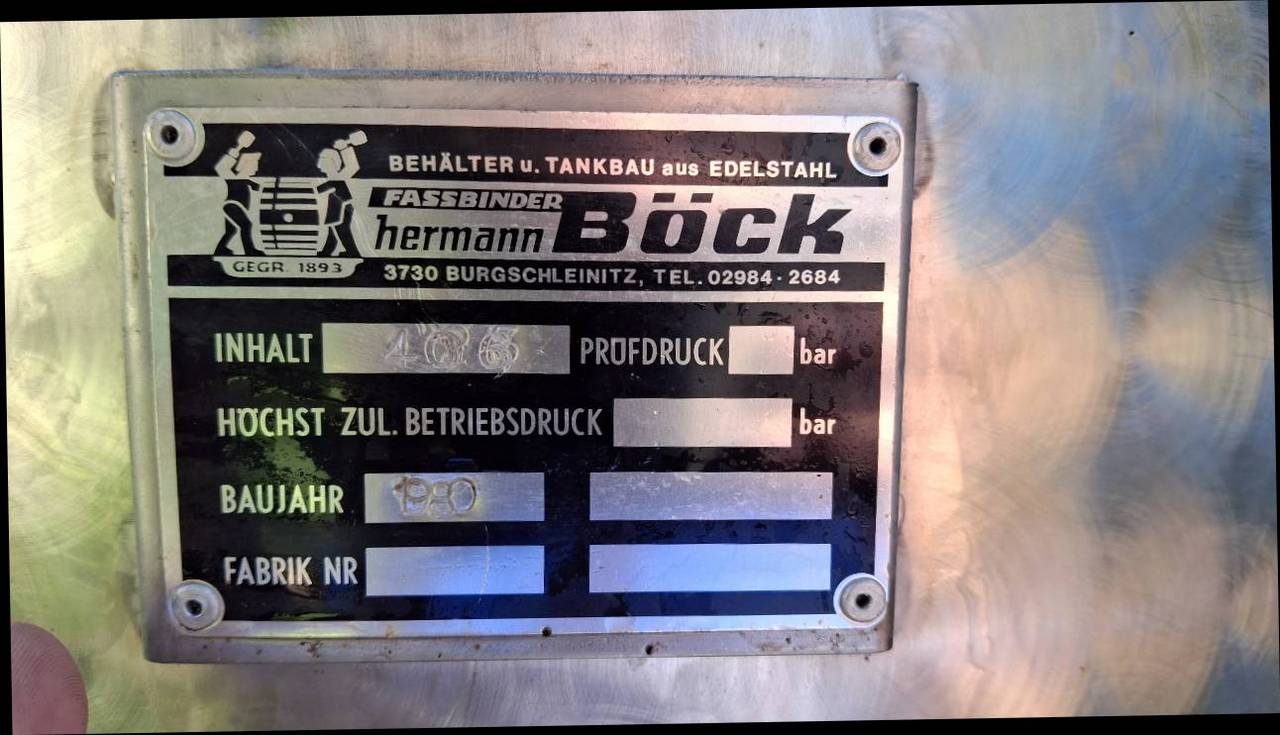 BEHÄLTER u. TANKBAU aus EDELSTAHL
FASSBINDER
hermann Böck
GEGR. 1893
3730 BURGSCHLEINITZ, TEL. 02984 - 2684
INHALT PRÜFDRUCK bar
HÖCHST ZUL. BETRIEBSDRUCK bar
BAUJAHR 1980
FABRIK NR